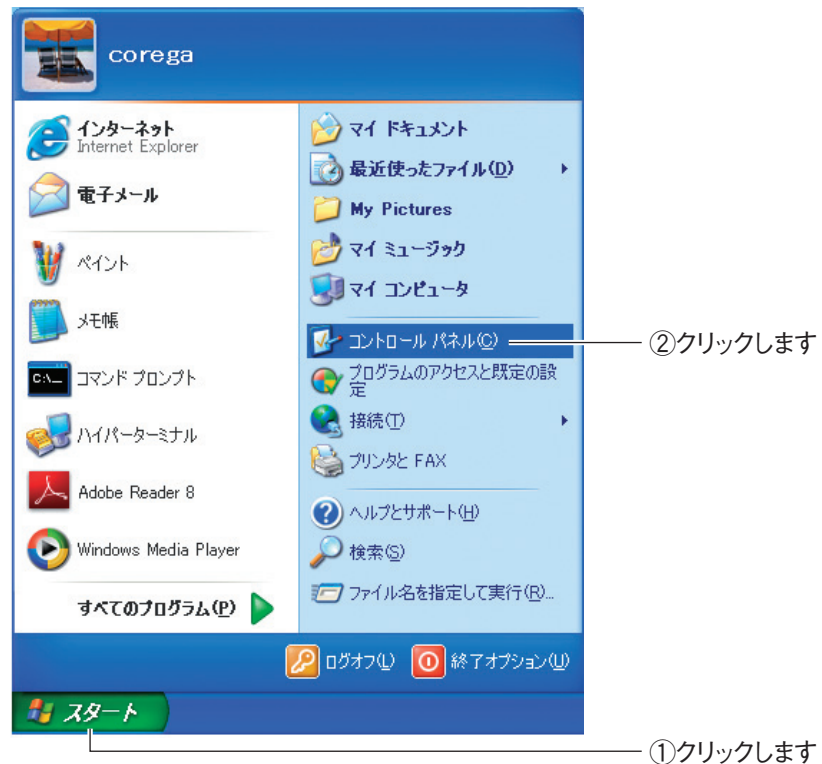 corega
インターネット
Internet Explorer
電子メール
ペイント
メモ帳
C:\_
コマンド プロンプト
ハイパーターミナル
Adobe Reader 8
Windows Media Player
すべてのプログラム(P)
マイ ドキュメント
最近使ったファイル(D)
My Pictures
マイ ミュージック
マイ コンピュータ
コントロール パネル(C)
②クリックします
プログラムのアクセスと既定の設
定
接続(T)
プリンタと FAX
ヘルプとサポート(H)
検索(S)
ファイル名を指定して実行(R)...
ログオフ(L)
終了オプション(U)
スタート
①クリックします